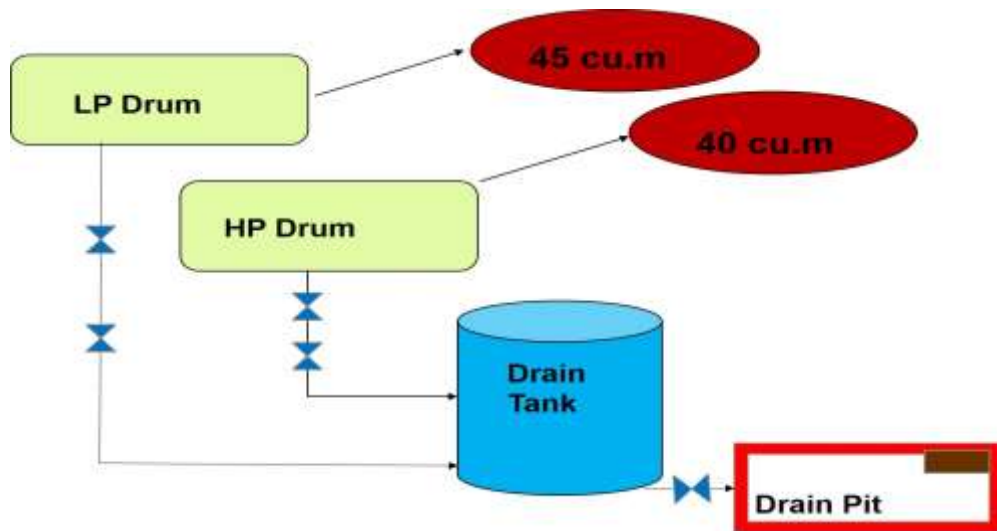 45 cu.m
LP Drum
40 cu.m
HP Drum
Drain
Tank
Drain Pit